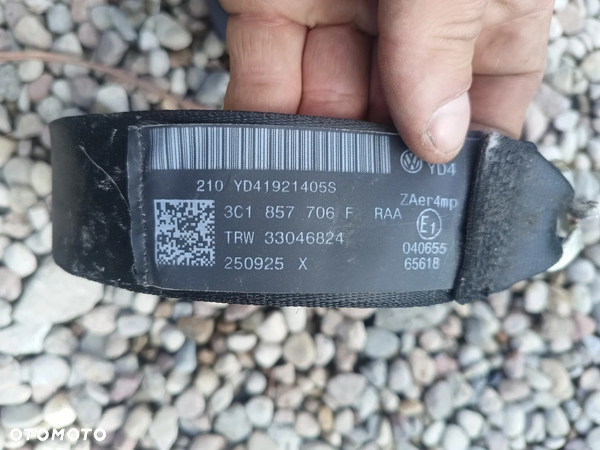 YD4
210 YD41921405S
3C1 857 706 F RAA
TRW 33046824
250925 X
ZAer4mp
E1
040655
65618
OTOMOTO